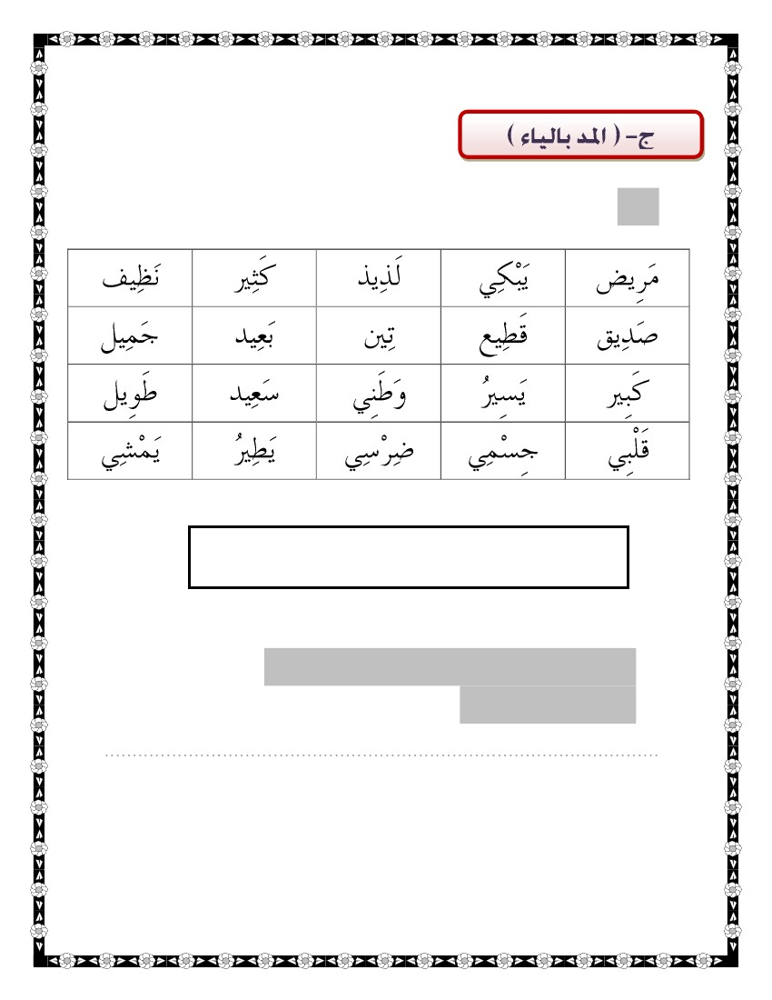 ج- ( المد بالياء )
مَرِيض يَبْكِي لَذِيذ كَثِير نَظِيف
صَدِيق قَطِيع تِين بَعِيد جَمِيل
كَبِير يَسِيرُ وَطَنِي سَعِيد طَوِيل
قَلْبِي جِسْمِي ضِرْسِي يَطِيرُ يَمْشِي